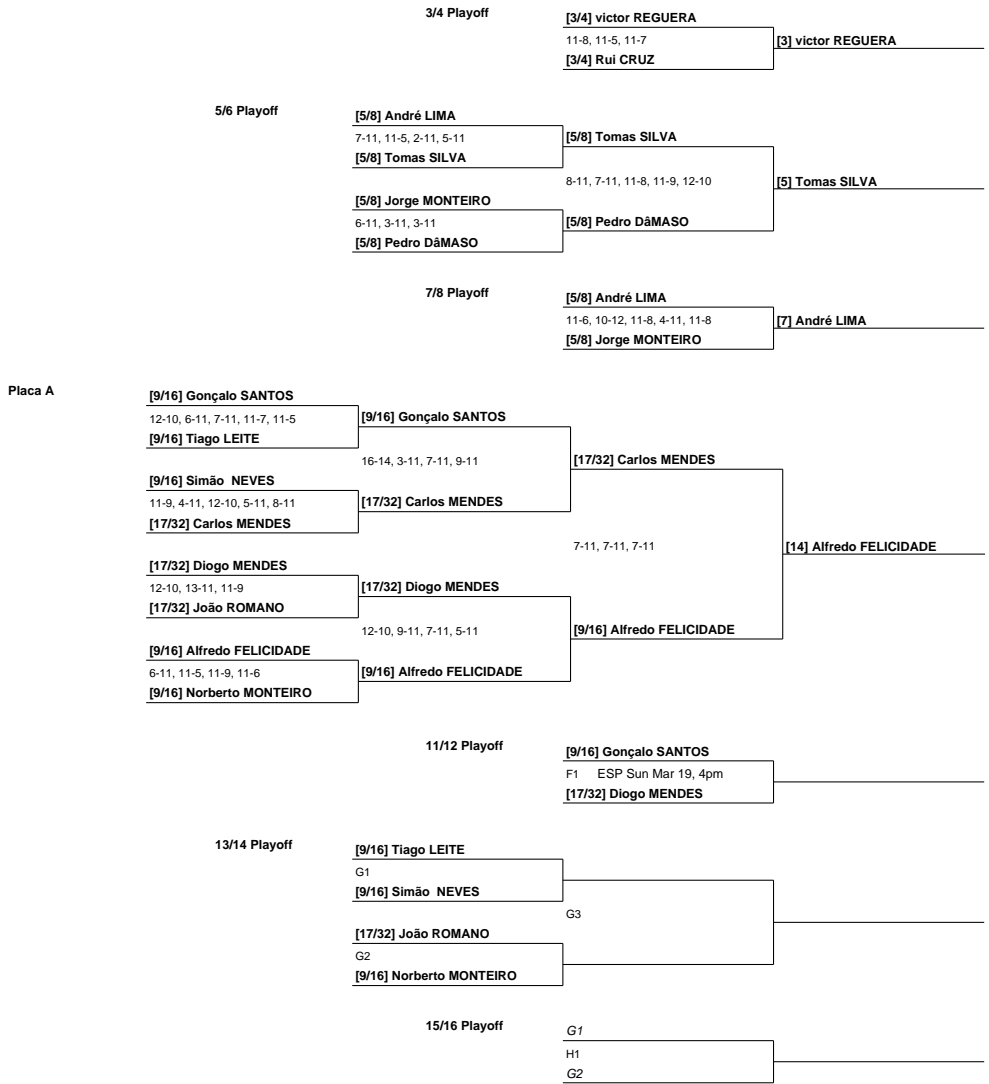 3/4 Playoff
[3/4] victor REGUERA
11-8, 11-5, 11-7
[3] victor REGUERA
[3/4] Rui CRUZ
5/6 Playoff
[5/8] André LIMA
7-11, 11-5, 2-11, 5-11
[5/8] Tomas SILVA
[5/8] Tomas SILVA
8-11, 7-11, 11-8, 11-9, 12-10
[5] Tomas SILVA
[5/8] Jorge MONTEIRO
6-11, 3-11, 3-11
[5/8] Pedro DâMASO
[5/8] Pedro DâMASO
7/8 Playoff
[5/8] André LIMA
11-6, 10-12, 11-8, 4-11, 11-8
[7] André LIMA
[5/8] Jorge MONTEIRO
Placa A
[9/16] Gonçalo SANTOS
12-10, 6-11, 7-11, 11-7, 11-5
[9/16] Gonçalo SANTOS
[9/16] Tiago LEITE
16-14, 3-11, 7-11, 9-11
[17/32] Carlos MENDES
[9/16] Simão  NEVES
11-9, 4-11, 12-10, 5-11, 8-11
[17/32] Carlos MENDES
[17/32] Carlos MENDES
7-11, 7-11, 7-11
[14] Alfredo FELICIDADE
[17/32] Diogo MENDES
12-10, 13-11, 11-9
[17/32] Diogo MENDES
[17/32] João ROMANO
12-10, 9-11, 7-11, 5-11
[9/16] Alfredo FELICIDADE
[9/16] Alfredo FELICIDADE
6-11, 11-5, 11-9, 11-6
[9/16] Alfredo FELICIDADE
[9/16] Norberto MONTEIRO
11/12 Playoff
[9/16] Gonçalo SANTOS
F1 ESP Sun Mar 19, 4pm
[17/32] Diogo MENDES
13/14 Playoff
[9/16] Tiago LEITE
G1
[9/16] Simão  NEVES
G3
[17/32] João ROMANO
G2
[9/16] Norberto MONTEIRO
15/16 Playoff
G1
H1
G2